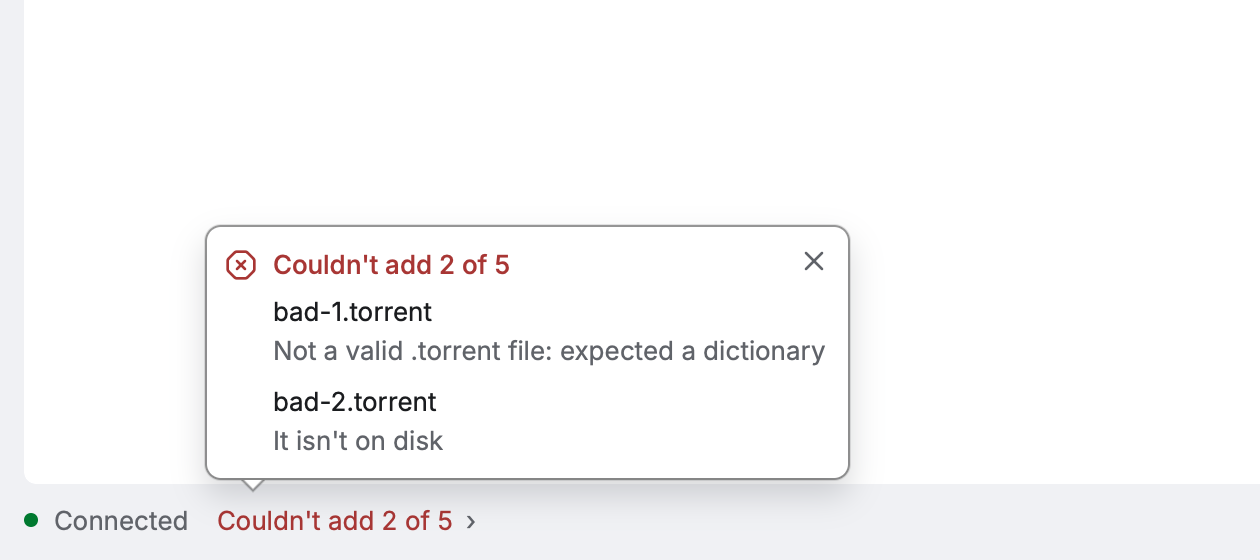 Couldn't add 2 of 5
bad-1.torrent
Not a valid .torrent file: expected a dictionary
bad-2.torrent
It isn't on disk
Connected Couldn't add 2 of 5 ›